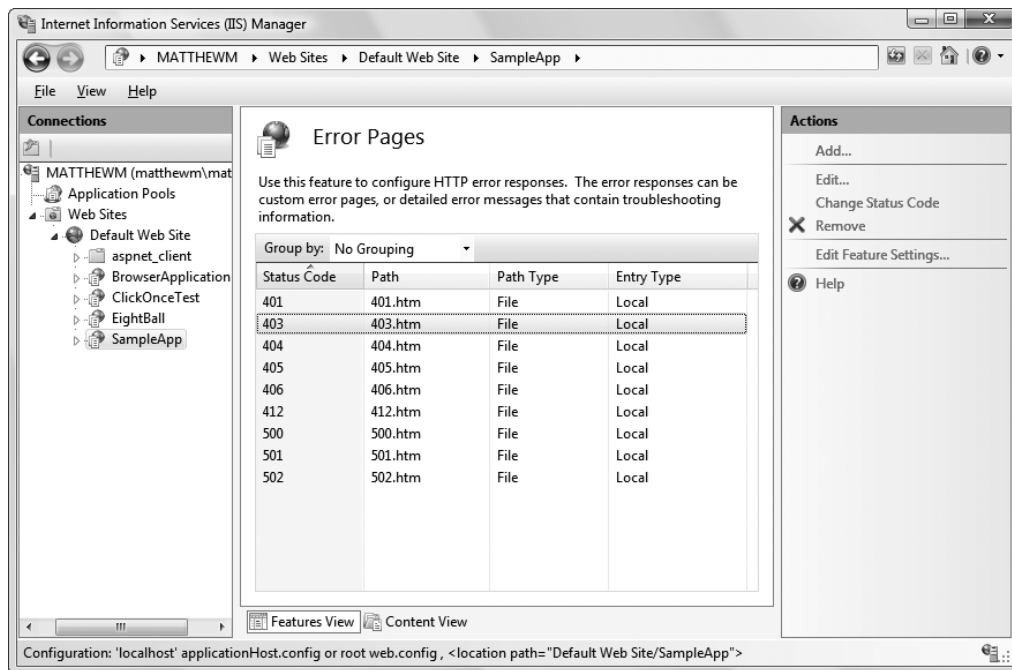 Internet Information Services (IIS) Manager
MATTHEWM Web Sites Default Web Site SampleApp
File View Help
Connections
MATTHEWM (matthewm\mat
Application Pools
Web Sites
Default Web Site
aspnet_client
BrowserApplication
ClickOnceTest
EightBall
SampleApp
Error Pages
Use this feature to configure HTTP error responses. The error responses can be
custom error pages, or detailed error messages that contain troubleshooting
information.
Group by: No Grouping
Status Code Path Path Type Entry Type
401 401.htm File Local
403 403.htm File Local
404 404.htm File Local
405 405.htm File Local
406 406.htm File Local
412 412.htm File Local
500 500.htm File Local
501 501.htm File Local
502 502.htm File Local
Features View Content View
Actions
Add...
Edit...
Change Status Code
Remove
Edit Feature Settings...
Help
Configuration: 'localhost' applicationHost.config or root web.config , <location path="Default Web Site/SampleApp">